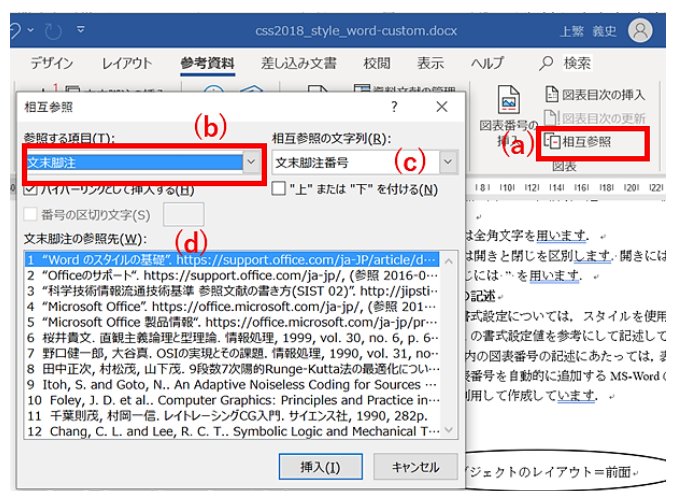 css2018_style_word-custom.docx 上繁 義史
デザイン レイアウト 参考資料 差し込み文書 校閲 表示 ヘルプ 検索
資料文献の管理
相互参照 ? ×
参照する項目(T): (b) 相互参照の文字列(R):
文末脚注 文末脚注番号 (c)
ハイパーリンクとして挿入する(H) "上" または "下" を付ける(N)
番号の区切り文字(S)
文末脚注の参照先(W): (d)
1 "Word のスタイルの基礎". https://support.office.com/ja-JP/article/d…
2 "Officeのサポート". https://support.office.com/ja-jp/, (参照 2016-0…
3 "科学技術情報流通技術基準 参照文献の書き方(SIST 02)". http://jipsti…
4 "Microsoft Office". https://office.microsoft.com/ja-jp/, (参照 201…
5 "Microsoft Office 製品情報". https://office.microsoft.com/ja-jp/pr…
6 桜井貴文. 直観主義論理と型理論. 情報処理, 1999, vol. 30, no. 6, p. 6…
7 野口健一郎, 大谷真. OSIの実現とその課題. 情報処理, 1990, vol. 31, no…
8 田中正次, 村松茂, 山下茂. 9段数7次陽的Runge-Kutta法の最適化につい…
9 Itoh, S. and Goto, N.. An Adaptive Noiseless Coding for Sources …
10 Foley, J. D. et al.. Computer Graphics: Principles and Practice in…
11 千葉則茂, 村岡一信. レイトレーシングCG入門. サイエンス社, 1990, 282p.
12 Chang, C. L. and Lee, R. C. T.. Symbolic Logic and Mechanical T…
挿入(I) キャンセル
図表番号の
挿入
図表目次の挿入
図表目次の更新
(a) 相互参照
図表
8 10 12 14 16 18 20 22
は全角文字を用います.
は開きと閉じを区別します. 開きには
じには を用います.
の記述
書式設定については, スタイルを使用
の書式設定値を参考にして記述して
内の図表番号の記述にあたっては, 表
番号を自動的に追加する MS-Word
利用して作成しています.
ジェクトのレイアウト＝前面